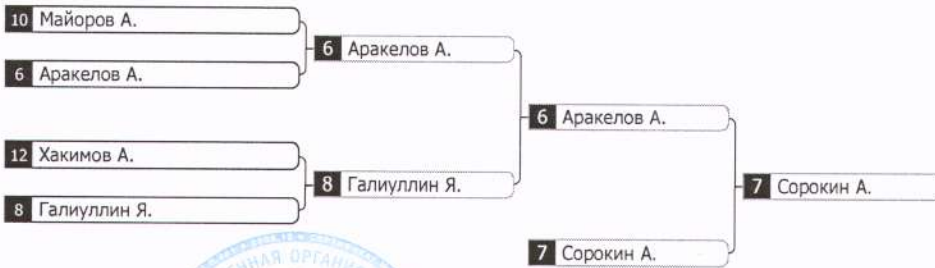 10 Майоров А.
6 Аракелов А.
6 Аракелов А.
12 Хакимов А.
8 Галиуллин Я.
8 Галиуллин Я.
6 Аракелов А.
7 Сорокин А.
7 Сорокин А.